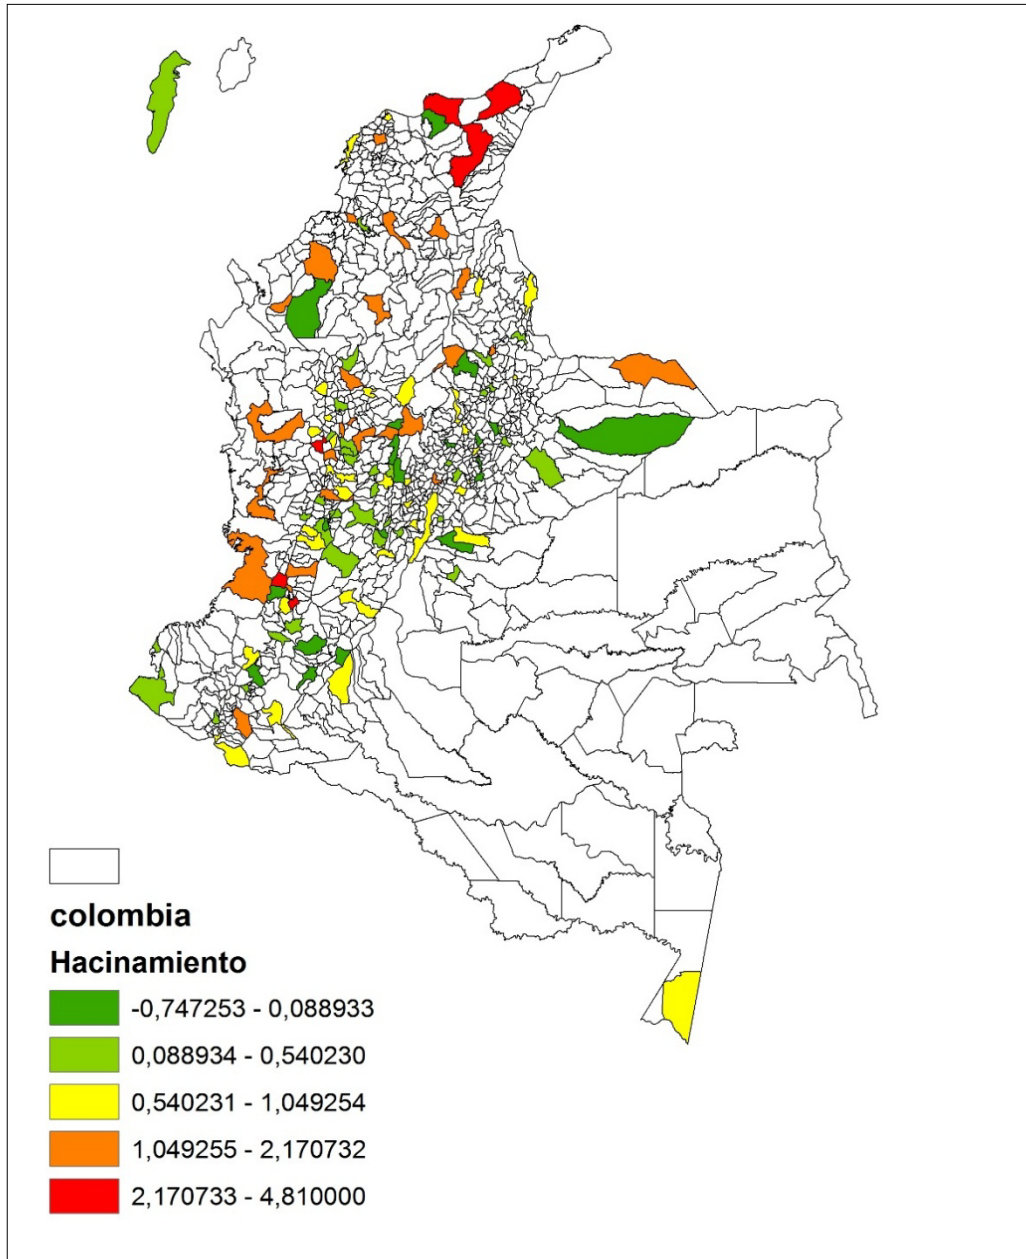 colombia
Hacinamiento
-0,747253 - 0,088933
0,088934 - 0,540230
0,540231 - 1,049254
1,049255 - 2,170732
2,170733 - 4,810000